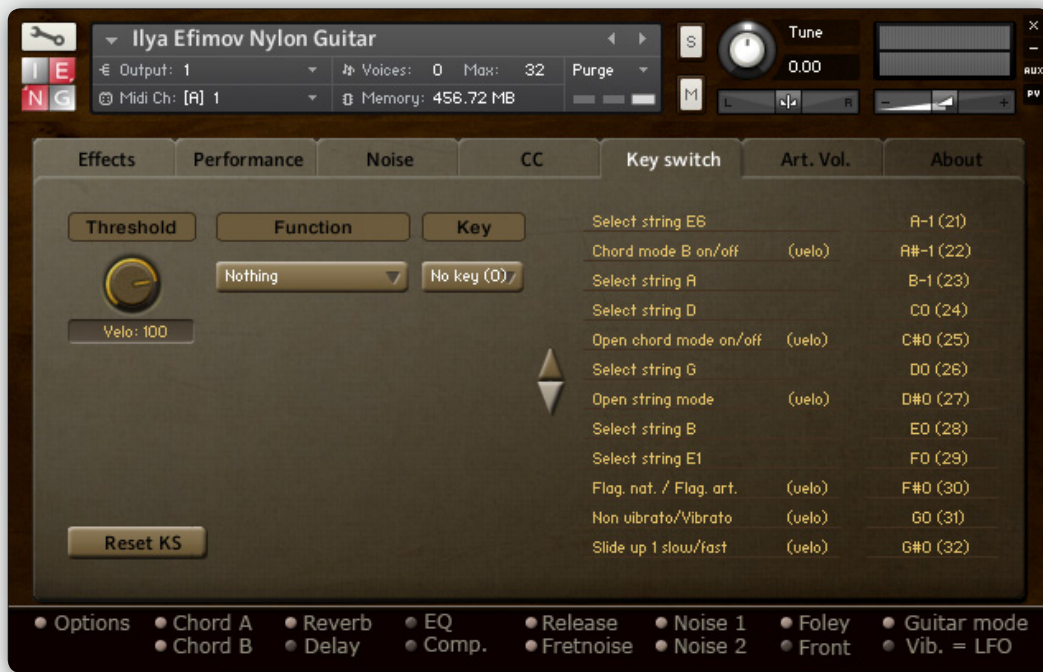 Ilya Efimov Nylon Guitar
Output: 1
Voices: 0 Max: 32
Purge
Midi Ch: [A] 1
Memory: 456.72 MB
S
M
Tune
0.00
L R
- +
×
-
AUX
PV
I E,
N G
Effects Performance Noise CC Key switch Art. Vol. About
Threshold Function Key
Nothing
No key (0)
Velo: 100
Reset KS
Select string E6 A-1 (21)
Chord mode B on/off (velo) A#-1 (22)
Select string A B-1 (23)
Select string D C0 (24)
Open chord mode on/off (velo) C#0 (25)
Select string G D0 (26)
Open string mode (velo) D#0 (27)
Select string B E0 (28)
Select string E1 F0 (29)
Flag. nat. / Flag. art. (velo) F#0 (30)
Non vibrato/Vibrato (velo) G0 (31)
Slide up 1 slow/fast (velo) G#0 (32)
Options Chord A Reverb EQ Release Noise 1 Foley Guitar mode
Chord B Delay Comp. Fretnoise Noise 2 Front Vib. = LFO